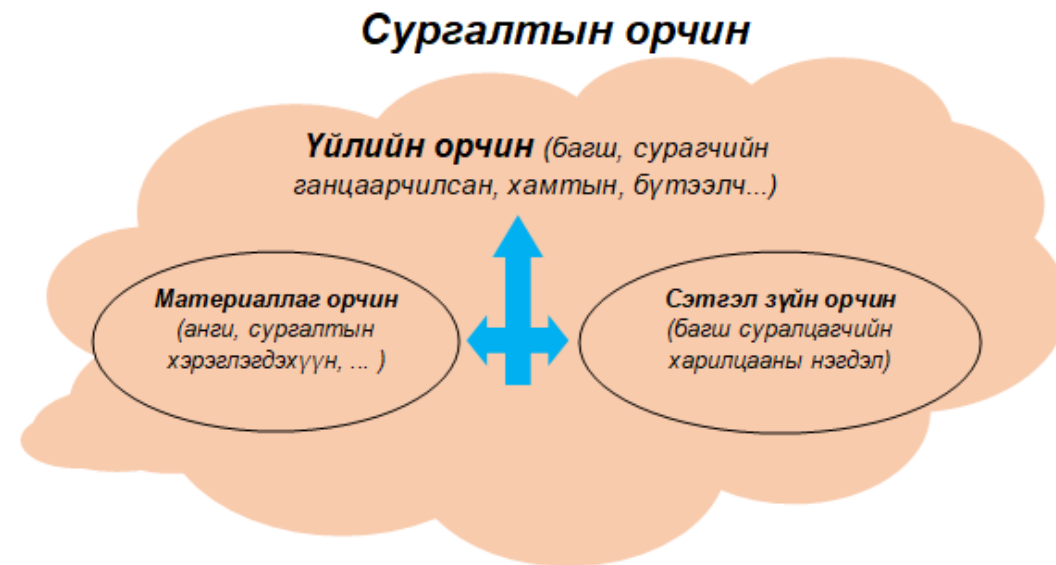 Сургалтын орчин
Үйлийн орчин (багш, сурагчийн
ганцаарчилсан, хамтын, бүтээлч...)
Материаллаг орчин
(анги, сургалтын
хэрэглэгдэхүүн, ... )
Сэтгэл зүйн орчин
(багш суралцагчийн
харилцааны нэгдэл)